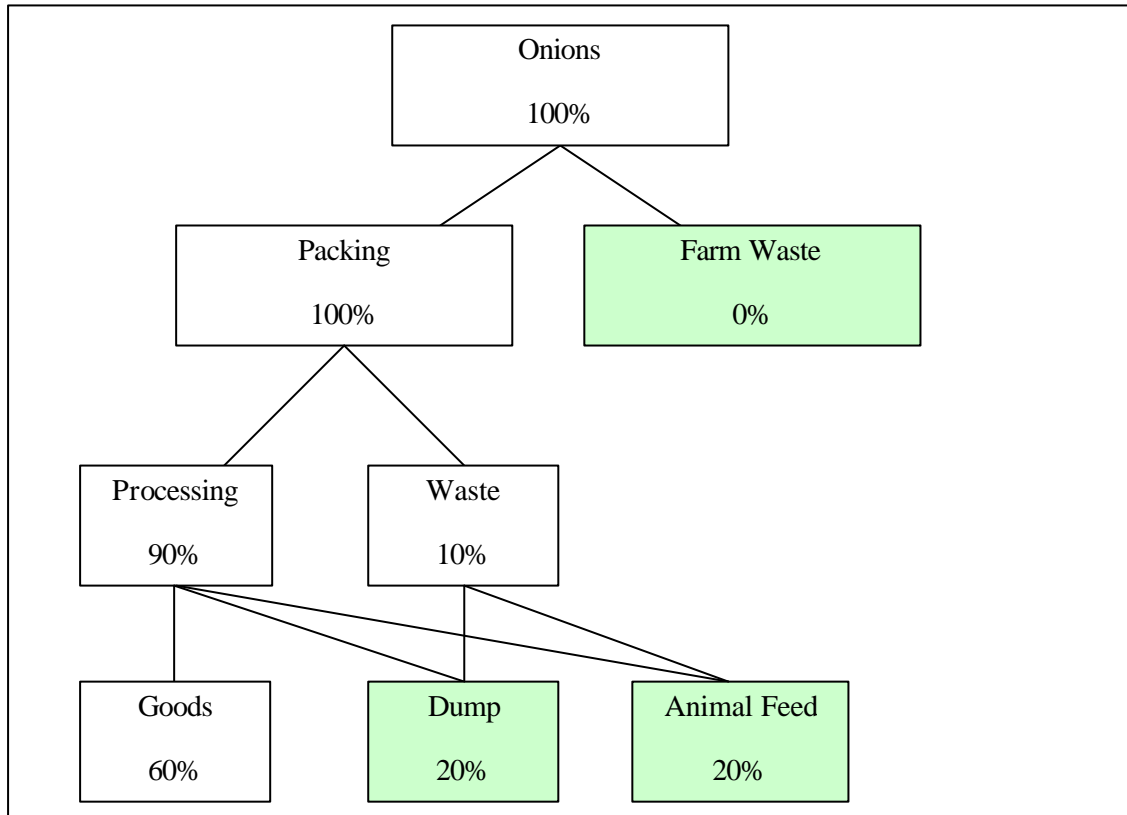 Onions
100%
Packing
100%
Farm Waste
0%
Processing
90%
Waste
10%
Goods
60%
Dump
20%
Animal Feed
20%